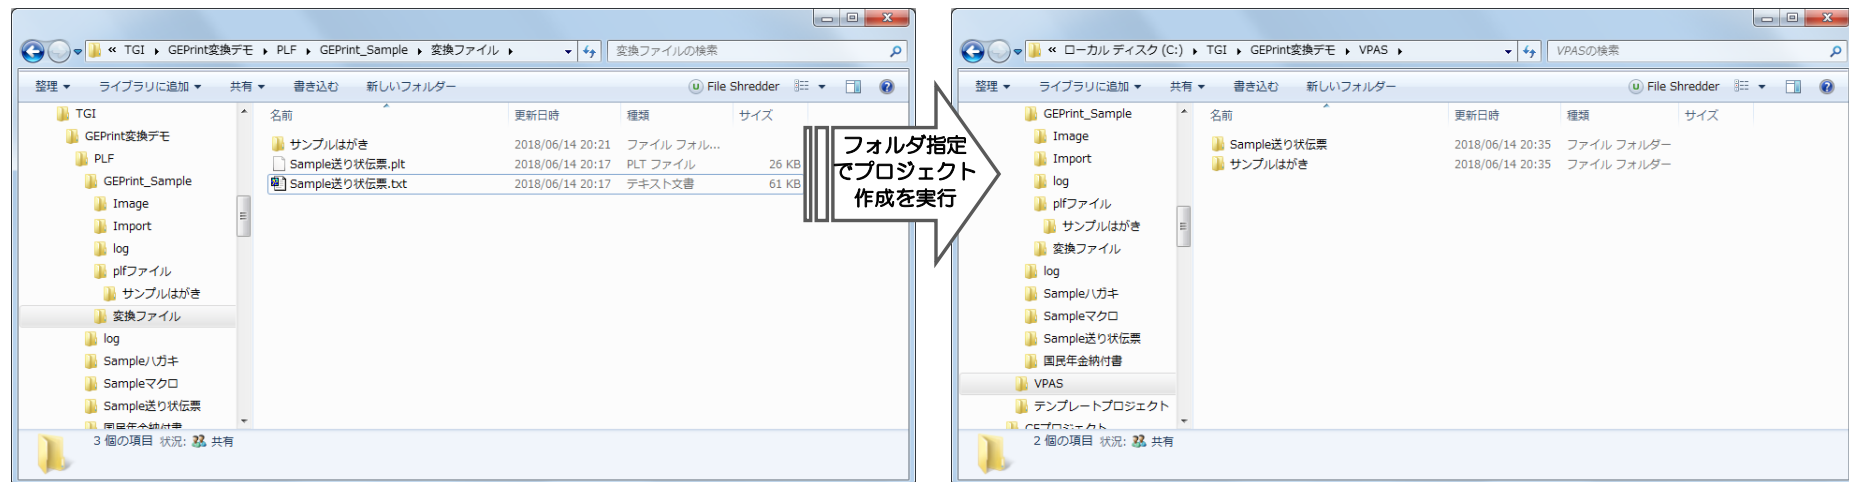 « TGI › GEPrint変換デモ › PLF › GEPrint_Sample › 変換ファイル ›
変換ファイルの検索
整理 ライブラリに追加 共有 書き込む 新しいフォルダー File Shredder
TGI
GEPrint変換デモ
PLF
GEPrint_Sample
Image
Import
log
plfファイル
サンプルはがき
変換ファイル
log
Sampleハガキ
Sampleマクロ
Sample送り状伝票
国民年金納付書
名前 更新日時 種類 サイズ
サンプルはがき 2018/06/14 20:21 ファイル フォル...
Sample送り状伝票.plt 2018/06/14 20:17 PLT ファイル 26 KB
Sample送り状伝票.txt 2018/06/14 20:17 テキスト文書 61 KB
3 個の項目 状況: 共有
フォルダ指定
でプロジェクト
作成を実行
« ローカル ディスク (C:) › TGI › GEPrint変換デモ › VPAS ›
VPASの検索
整理 ライブラリに追加 共有 書き込む 新しいフォルダー File Shredder
GEPrint_Sample
Image
Import
log
plfファイル
サンプルはがき
変換ファイル
log
Sampleハガキ
Sampleマクロ
Sample送り状伝票
国民年金納付書
VPAS
テンプレートプロジェクト
GEプロジェクト
名前 更新日時 種類 サイズ
Sample送り状伝票 2018/06/14 20:35 ファイル フォルダー
サンプルはがき 2018/06/14 20:35 ファイル フォルダー
2 個の項目 状況: 共有